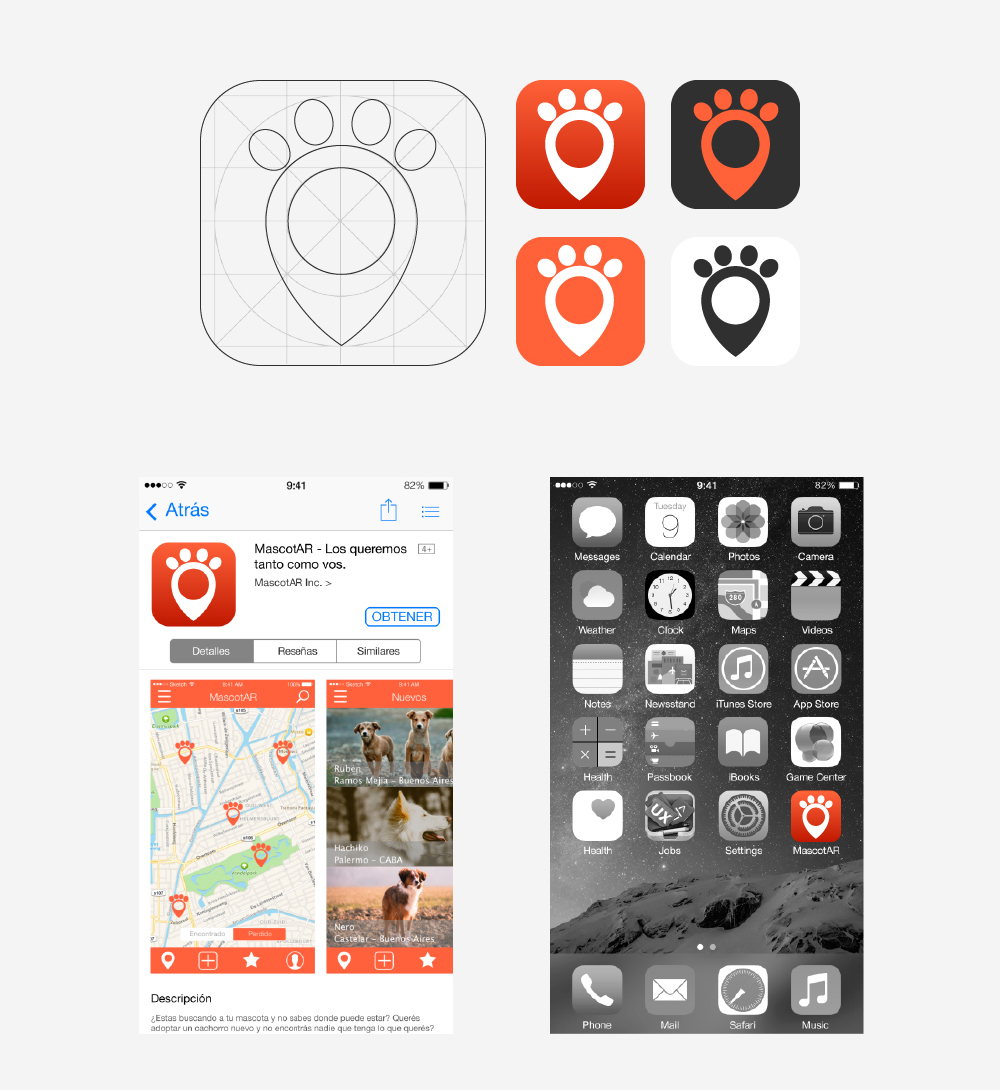 9:41
82%
Atrás
MascotAR - Los queremos
tanto como vos.
4+
MascotAR Inc. >
OBTENER
Detalles
Reseñas
Similares
Sketch
9:41 AM
100%
MascotAR
Encontrado
Perdido
Sketch
9:41 AM
Nuevos
Ruben
Ramos Mejia – Buenos Aires
Hachiko
Palermo – CABA
Nero
Castelar – Buenos Aires
Descripción
¿Estas buscando a tu mascota y no sabes donde puede estar? Querés
adoptar un cachorro nuevo y no encontrás nadie que tenga lo que querés?
9:41
82%
Tuesday
9
Messages
Calendar
Photos
Camera
280
Weather
Clock
Maps
Videos
Notes
Newsstand
iTunes Store
App Store
Health
Passbook
iBooks
Game Center
UX
Health
Jobs
Settings
MascotAR
Phone
Mail
Safari
Music